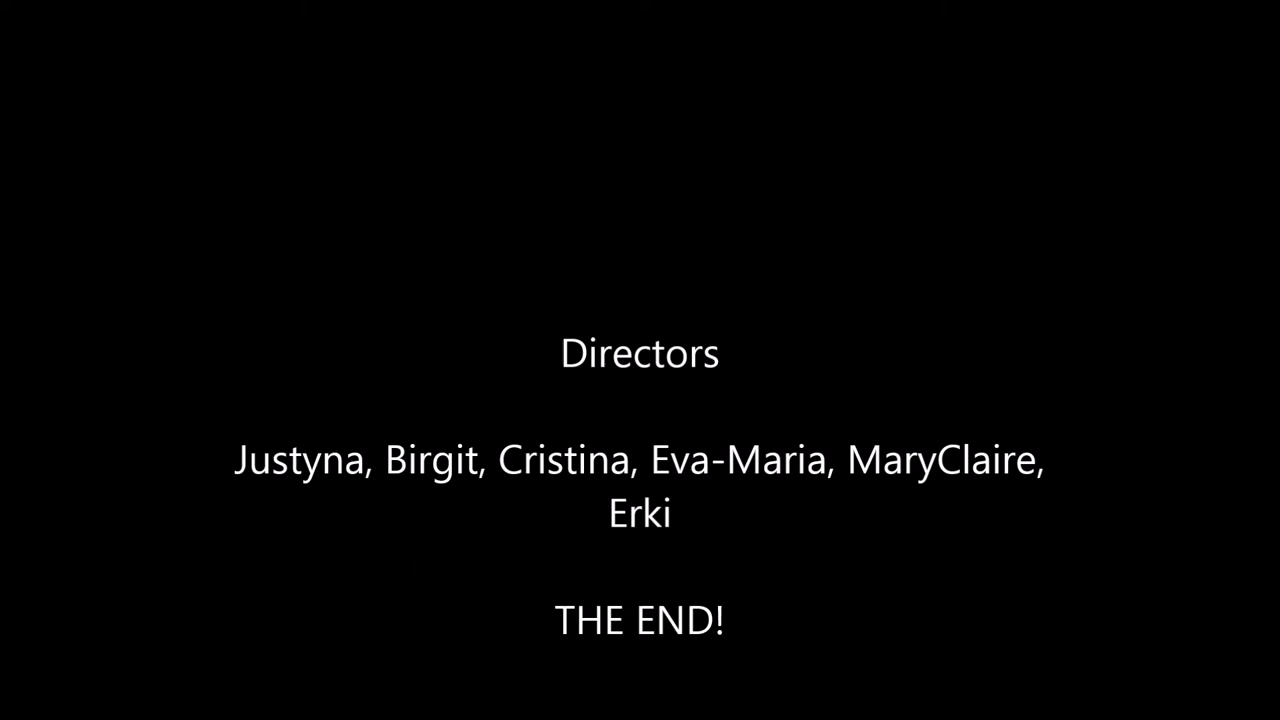 Directors
Justyna, Birgit, Cristina, Eva-Maria, MaryClaire,
Erki
THE END!